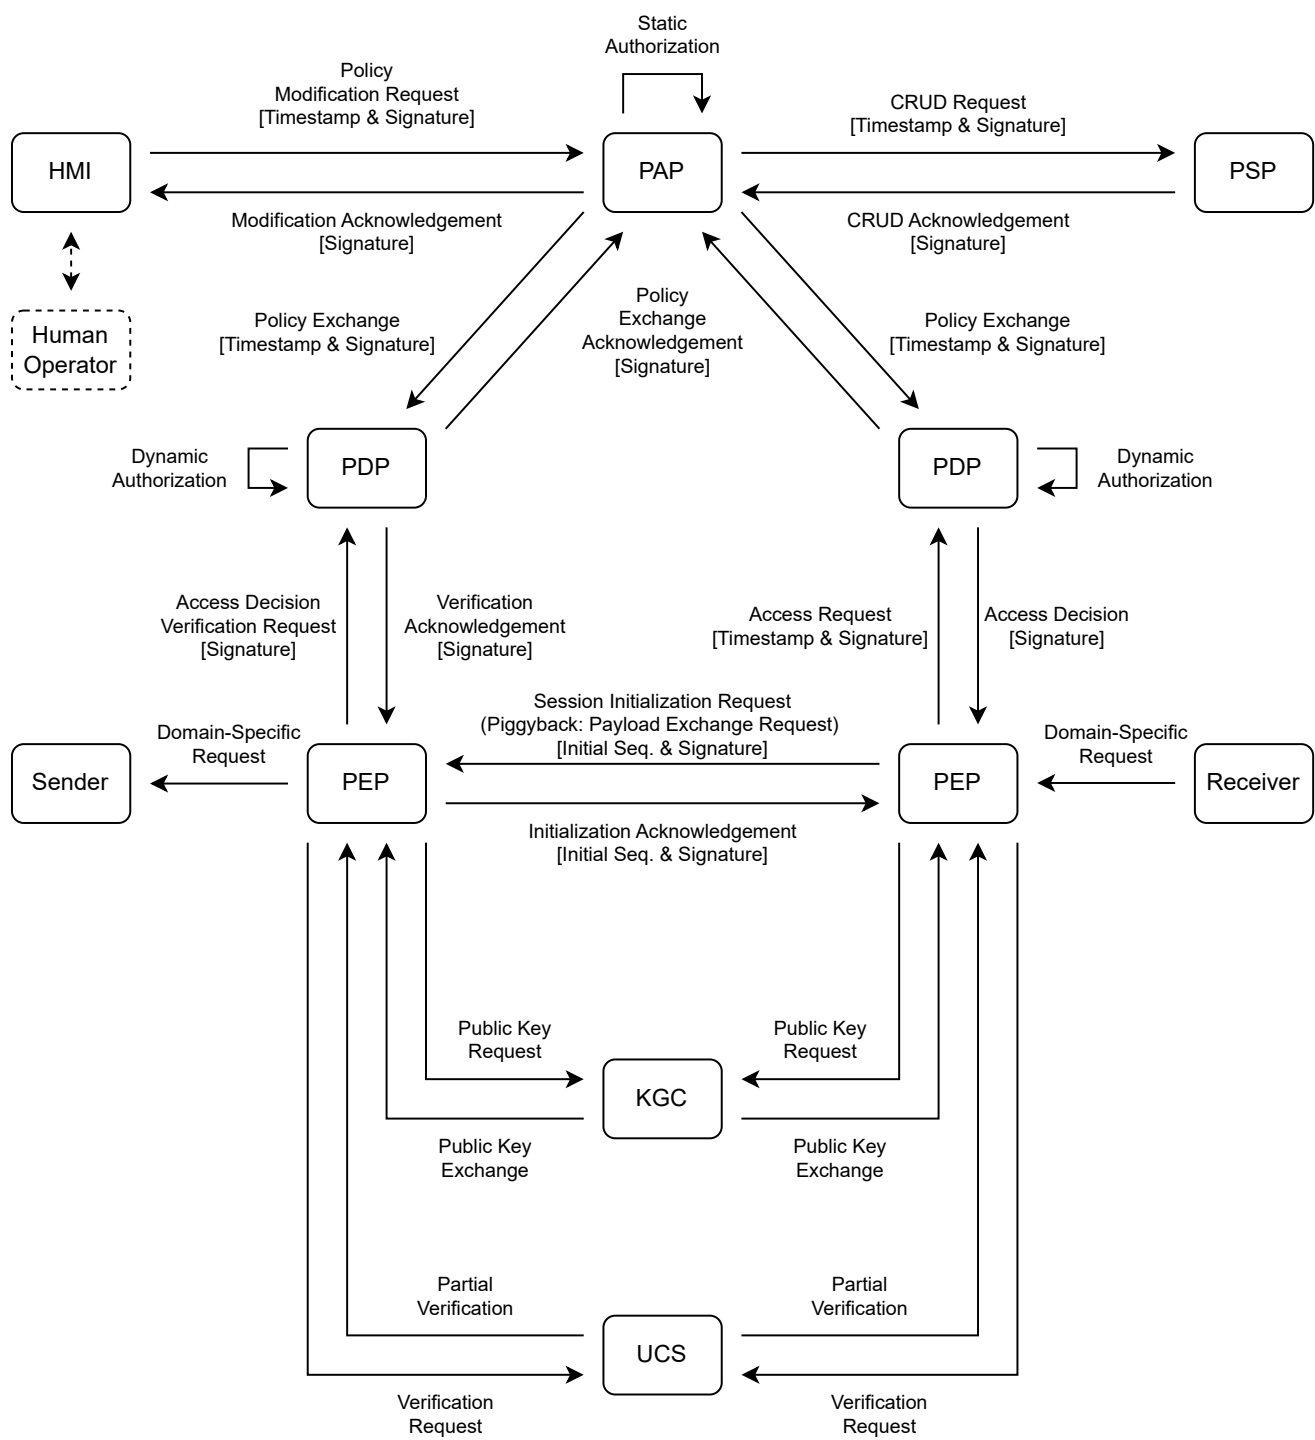 Static
Authorization
Policy
Modification Request
[Timestamp & Signature]
CRUD Request
[Timestamp & Signature]
HMI
PAP
PSP
Modification Acknowledgement
[Signature]
CRUD Acknowledgement
[Signature]
Human
Operator
Policy Exchange
[Timestamp & Signature]
Policy
Exchange
Acknowledgement
[Signature]
Policy Exchange
[Timestamp & Signature]
Dynamic
Authorization
PDP
PDP
Dynamic
Authorization
Access Decision
Verification Request
[Signature]
Verification
Acknowledgement
[Signature]
Access Request
[Timestamp & Signature]
Access Decision
[Signature]
Session Initialization Request
(Piggyback: Payload Exchange Request)
[Initial Seq. & Signature]
Domain-Specific
Request
Domain-Specific
Request
Sender
PEP
PEP
Receiver
Initialization Acknowledgement
[Initial Seq. & Signature]
Public Key
Request
Public Key
Request
KGC
Public Key
Exchange
Public Key
Exchange
Partial
Verification
Partial
Verification
UCS
Verification
Request
Verification
Request